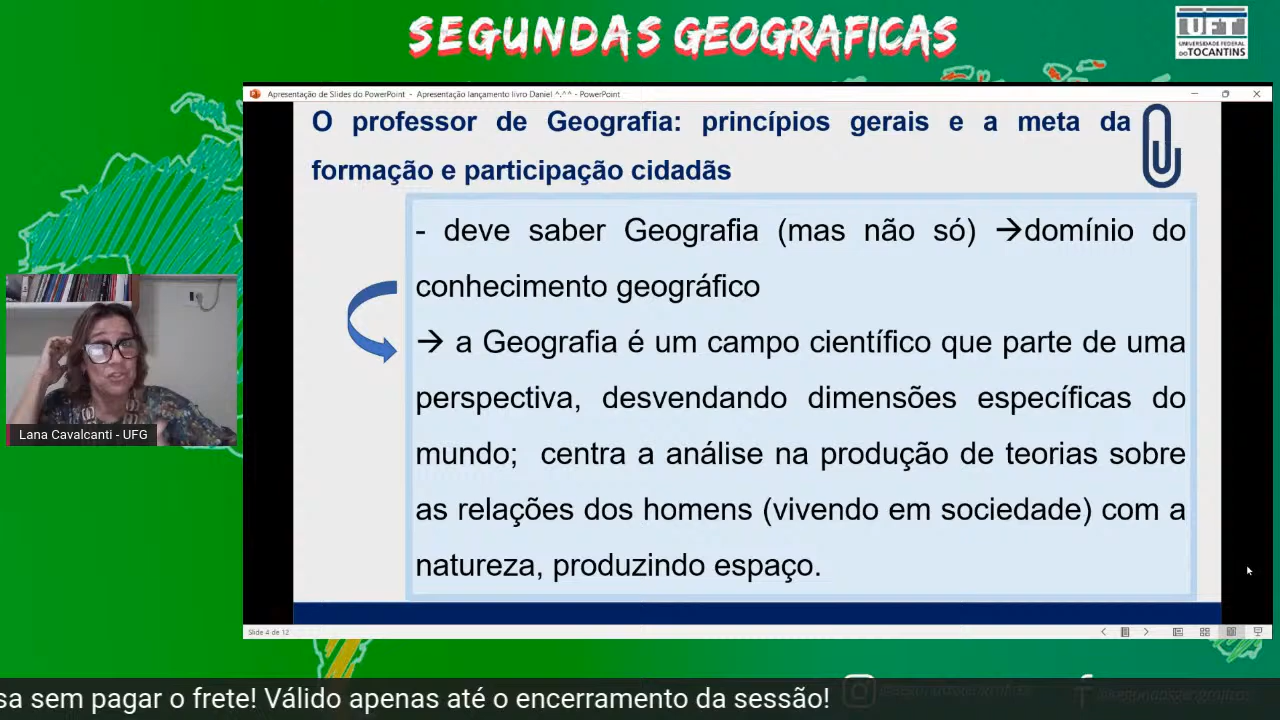 SEGUNDAS GEOGRAFICAS
UFT
UNIVERSIDADE FEDERAL
DO TOCANTINS
Apresentação de Slides do PowerPoint - Apresentação lançamento livro Daniel ^.^^ - PowerPoint
O professor de Geografia: princípios gerais e a meta da
formação e participação cidadãs
- deve saber Geografia (mas não só) →domínio do
conhecimento geográfico
→ a Geografia é um campo científico que parte de uma
perspectiva, desvendando dimensões específicas do
mundo; centra a análise na produção de teorias sobre
as relações dos homens (vivendo em sociedade) com a
natureza, produzindo espaço.
Lana Cavalcanti - UFG
Slide 4 de 12
sa sem pagar o frete! Válido apenas até o encerramento da sessão!